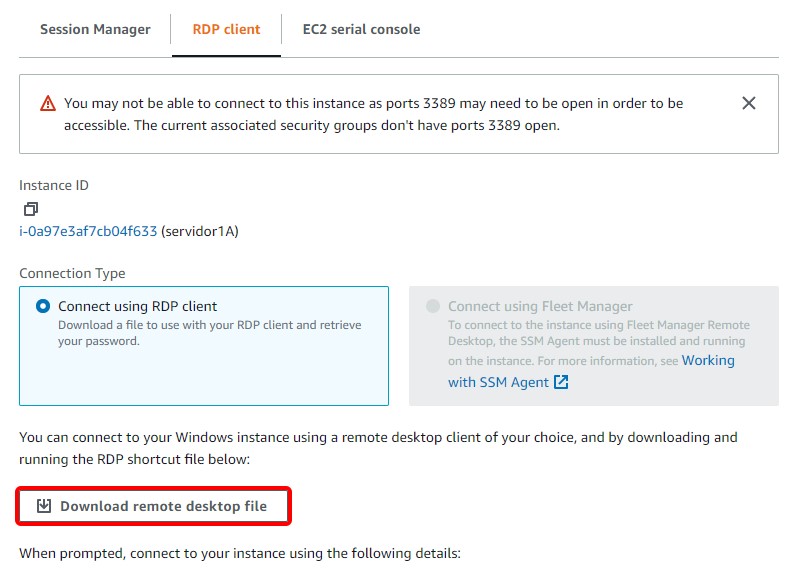 Session Manager
RDP client
EC2 serial console
You may not be able to connect to this instance as ports 3389 may need to be open in order to be
accessible. The current associated security groups don't have ports 3389 open.
Instance ID
i-0a97e3af7cb04f633 (servidor1A)
Connection Type
Connect using RDP client
Download a file to use with your RDP client and retrieve
your password.
Connect using Fleet Manager
To connect to the instance using Fleet Manager Remote
Desktop, the SSM Agent must be installed and running
on the instance. For more information, see Working
with SSM Agent
You can connect to your Windows instance using a remote desktop client of your choice, and by downloading and
running the RDP shortcut file below:
Download remote desktop file
When prompted, connect to your instance using the following details: